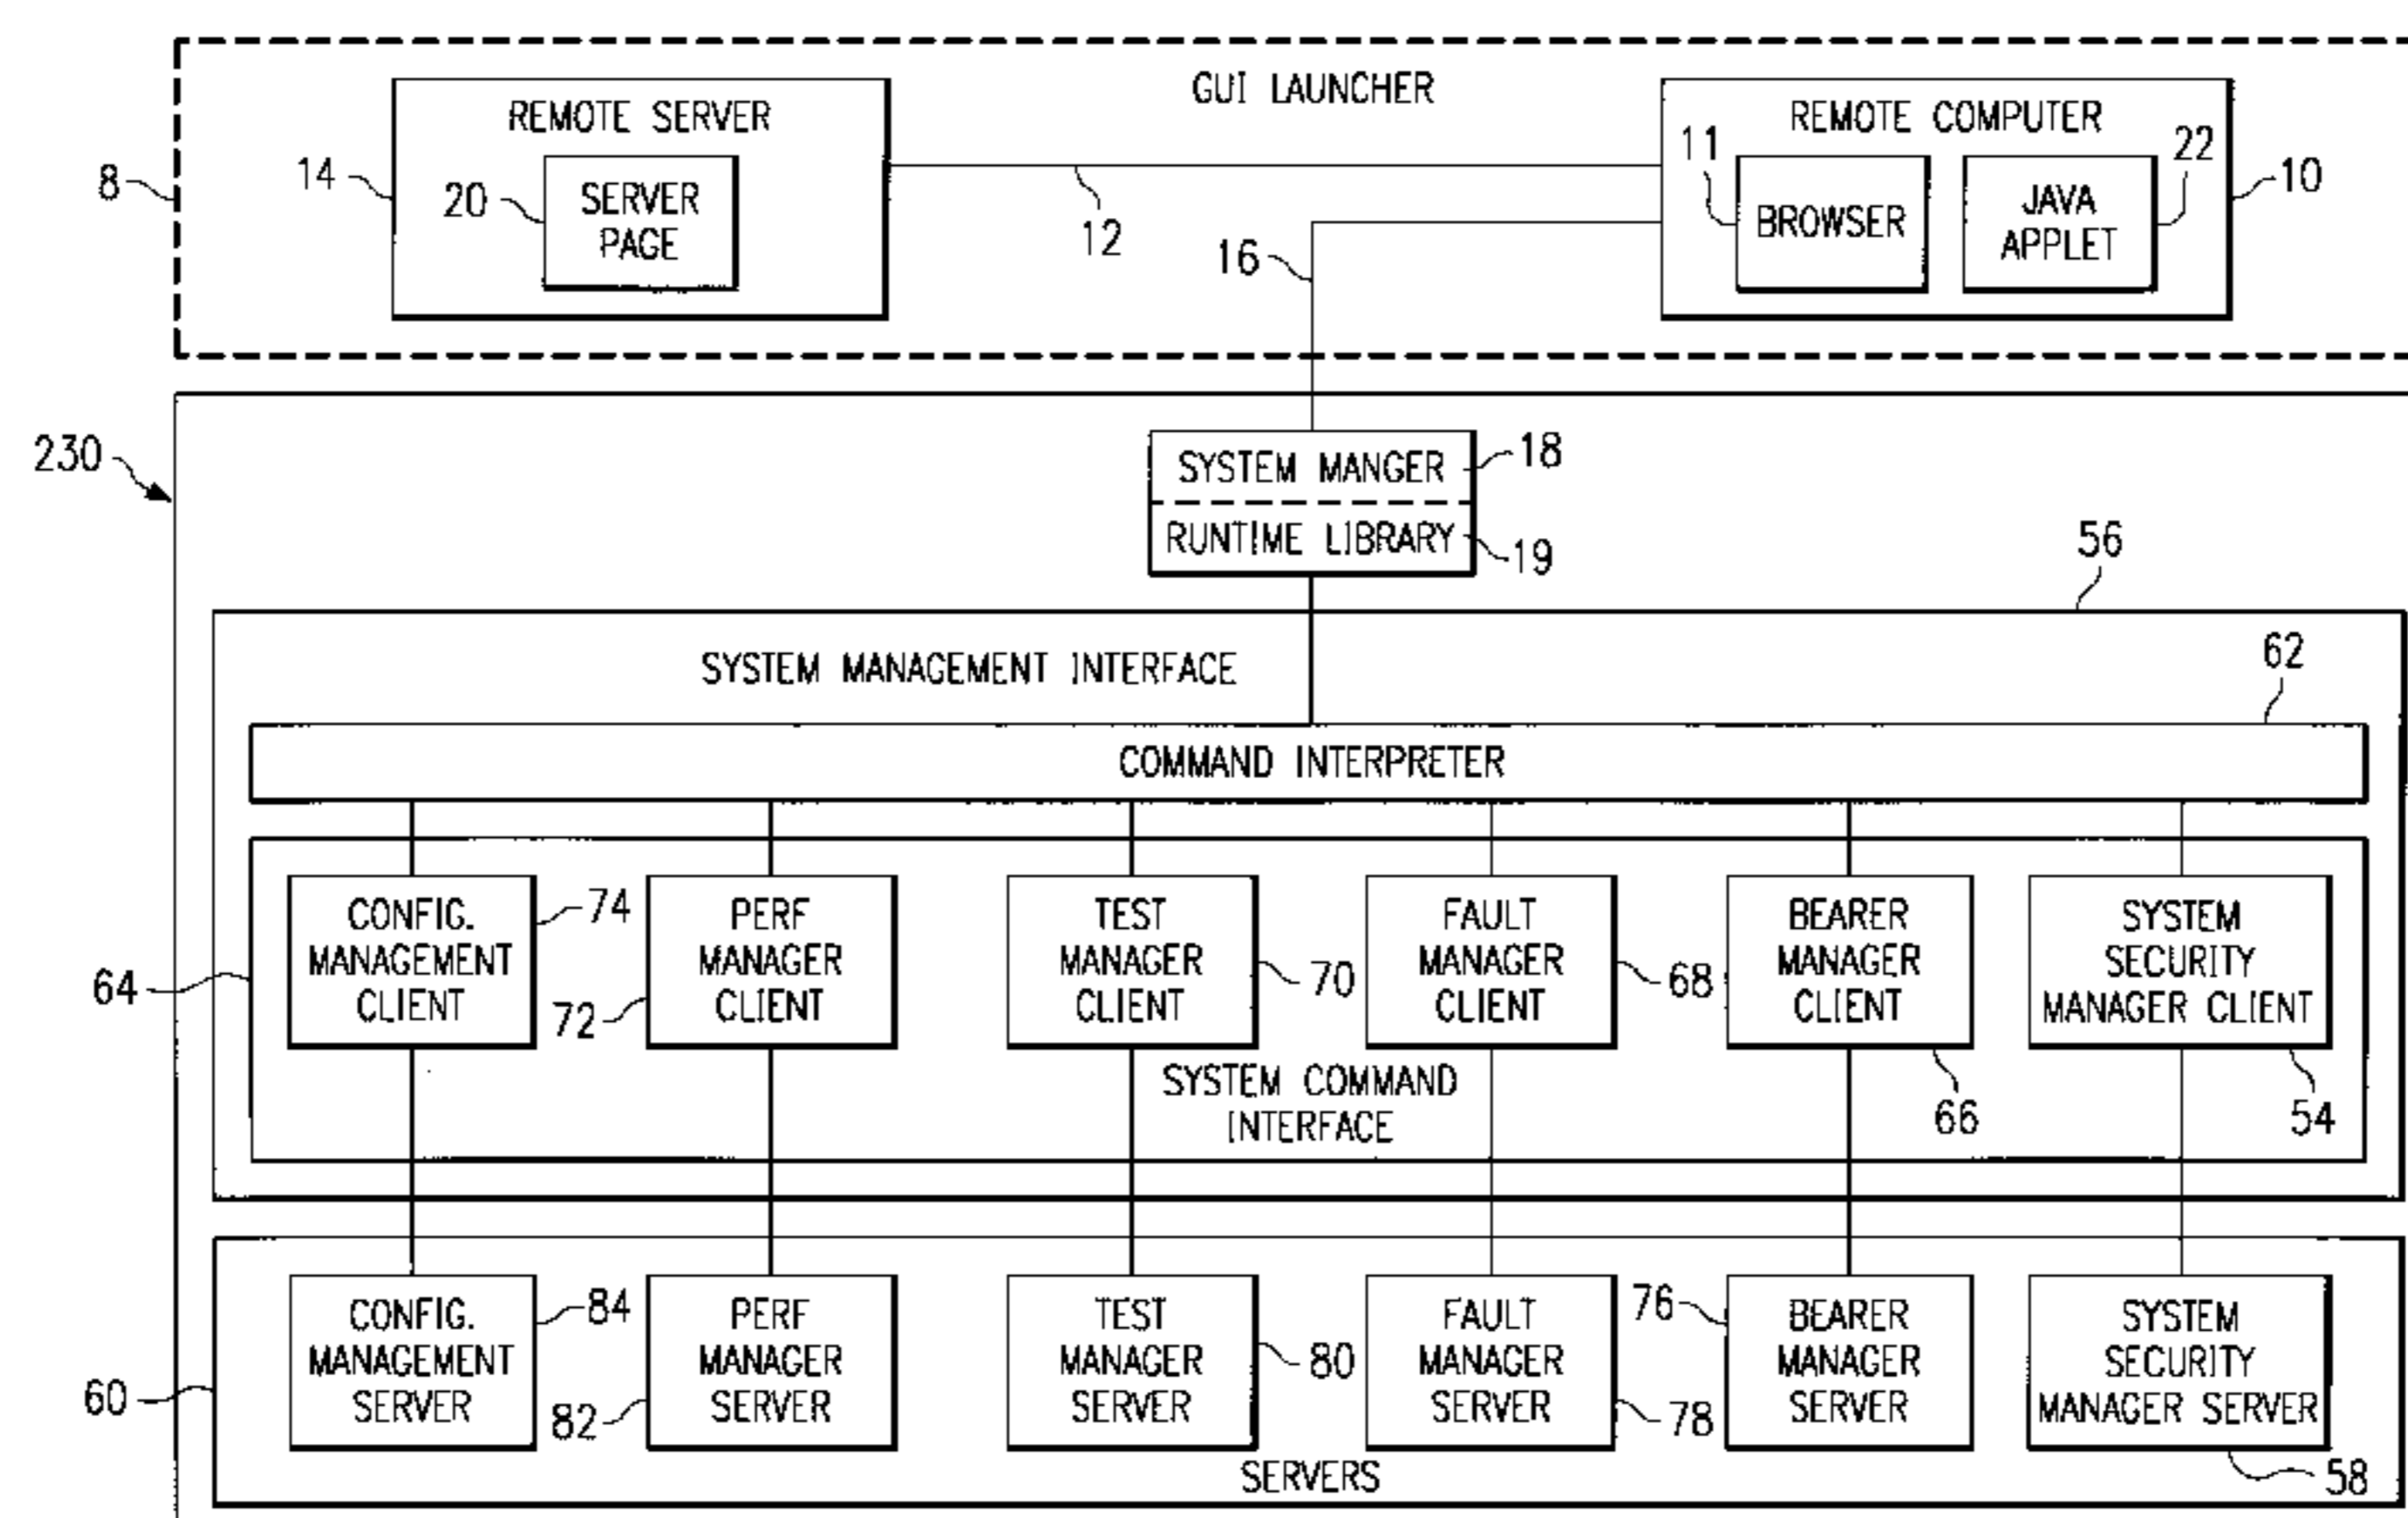 GUI LAUNCHER
REMOTE SERVER
REMOTE COMPUTER
8
14
20
SERVER
PAGE
12
16
11
BROWSER
JAVA
APPLET
22
10
230
SYSTEM MANGER
18
RUNTIME LIBRARY
19
56
SYSTEM MANAGEMENT INTERFACE
62
COMMAND INTERPRETER
64
CONFIG.
MANAGEMENT
CLIENT
74
PERF
MANAGER
CLIENT
72
TEST
MANAGER
CLIENT
70
FAULT
MANAGER
CLIENT
68
BEARER
MANAGER
CLIENT
66
SYSTEM
SECURITY
MANAGER CLIENT
54
SYSTEM COMMAND
INTERFACE
60
CONFIG.
MANAGEMENT
SERVER
84
PERF
MANAGER
SERVER
82
TEST
MANAGER
SERVER
80
FAULT
MANAGER
SERVER
78
76
BEARER
MANAGER
SERVER
SYSTEM
SECURITY
MANAGER SERVER
58
SERVERS